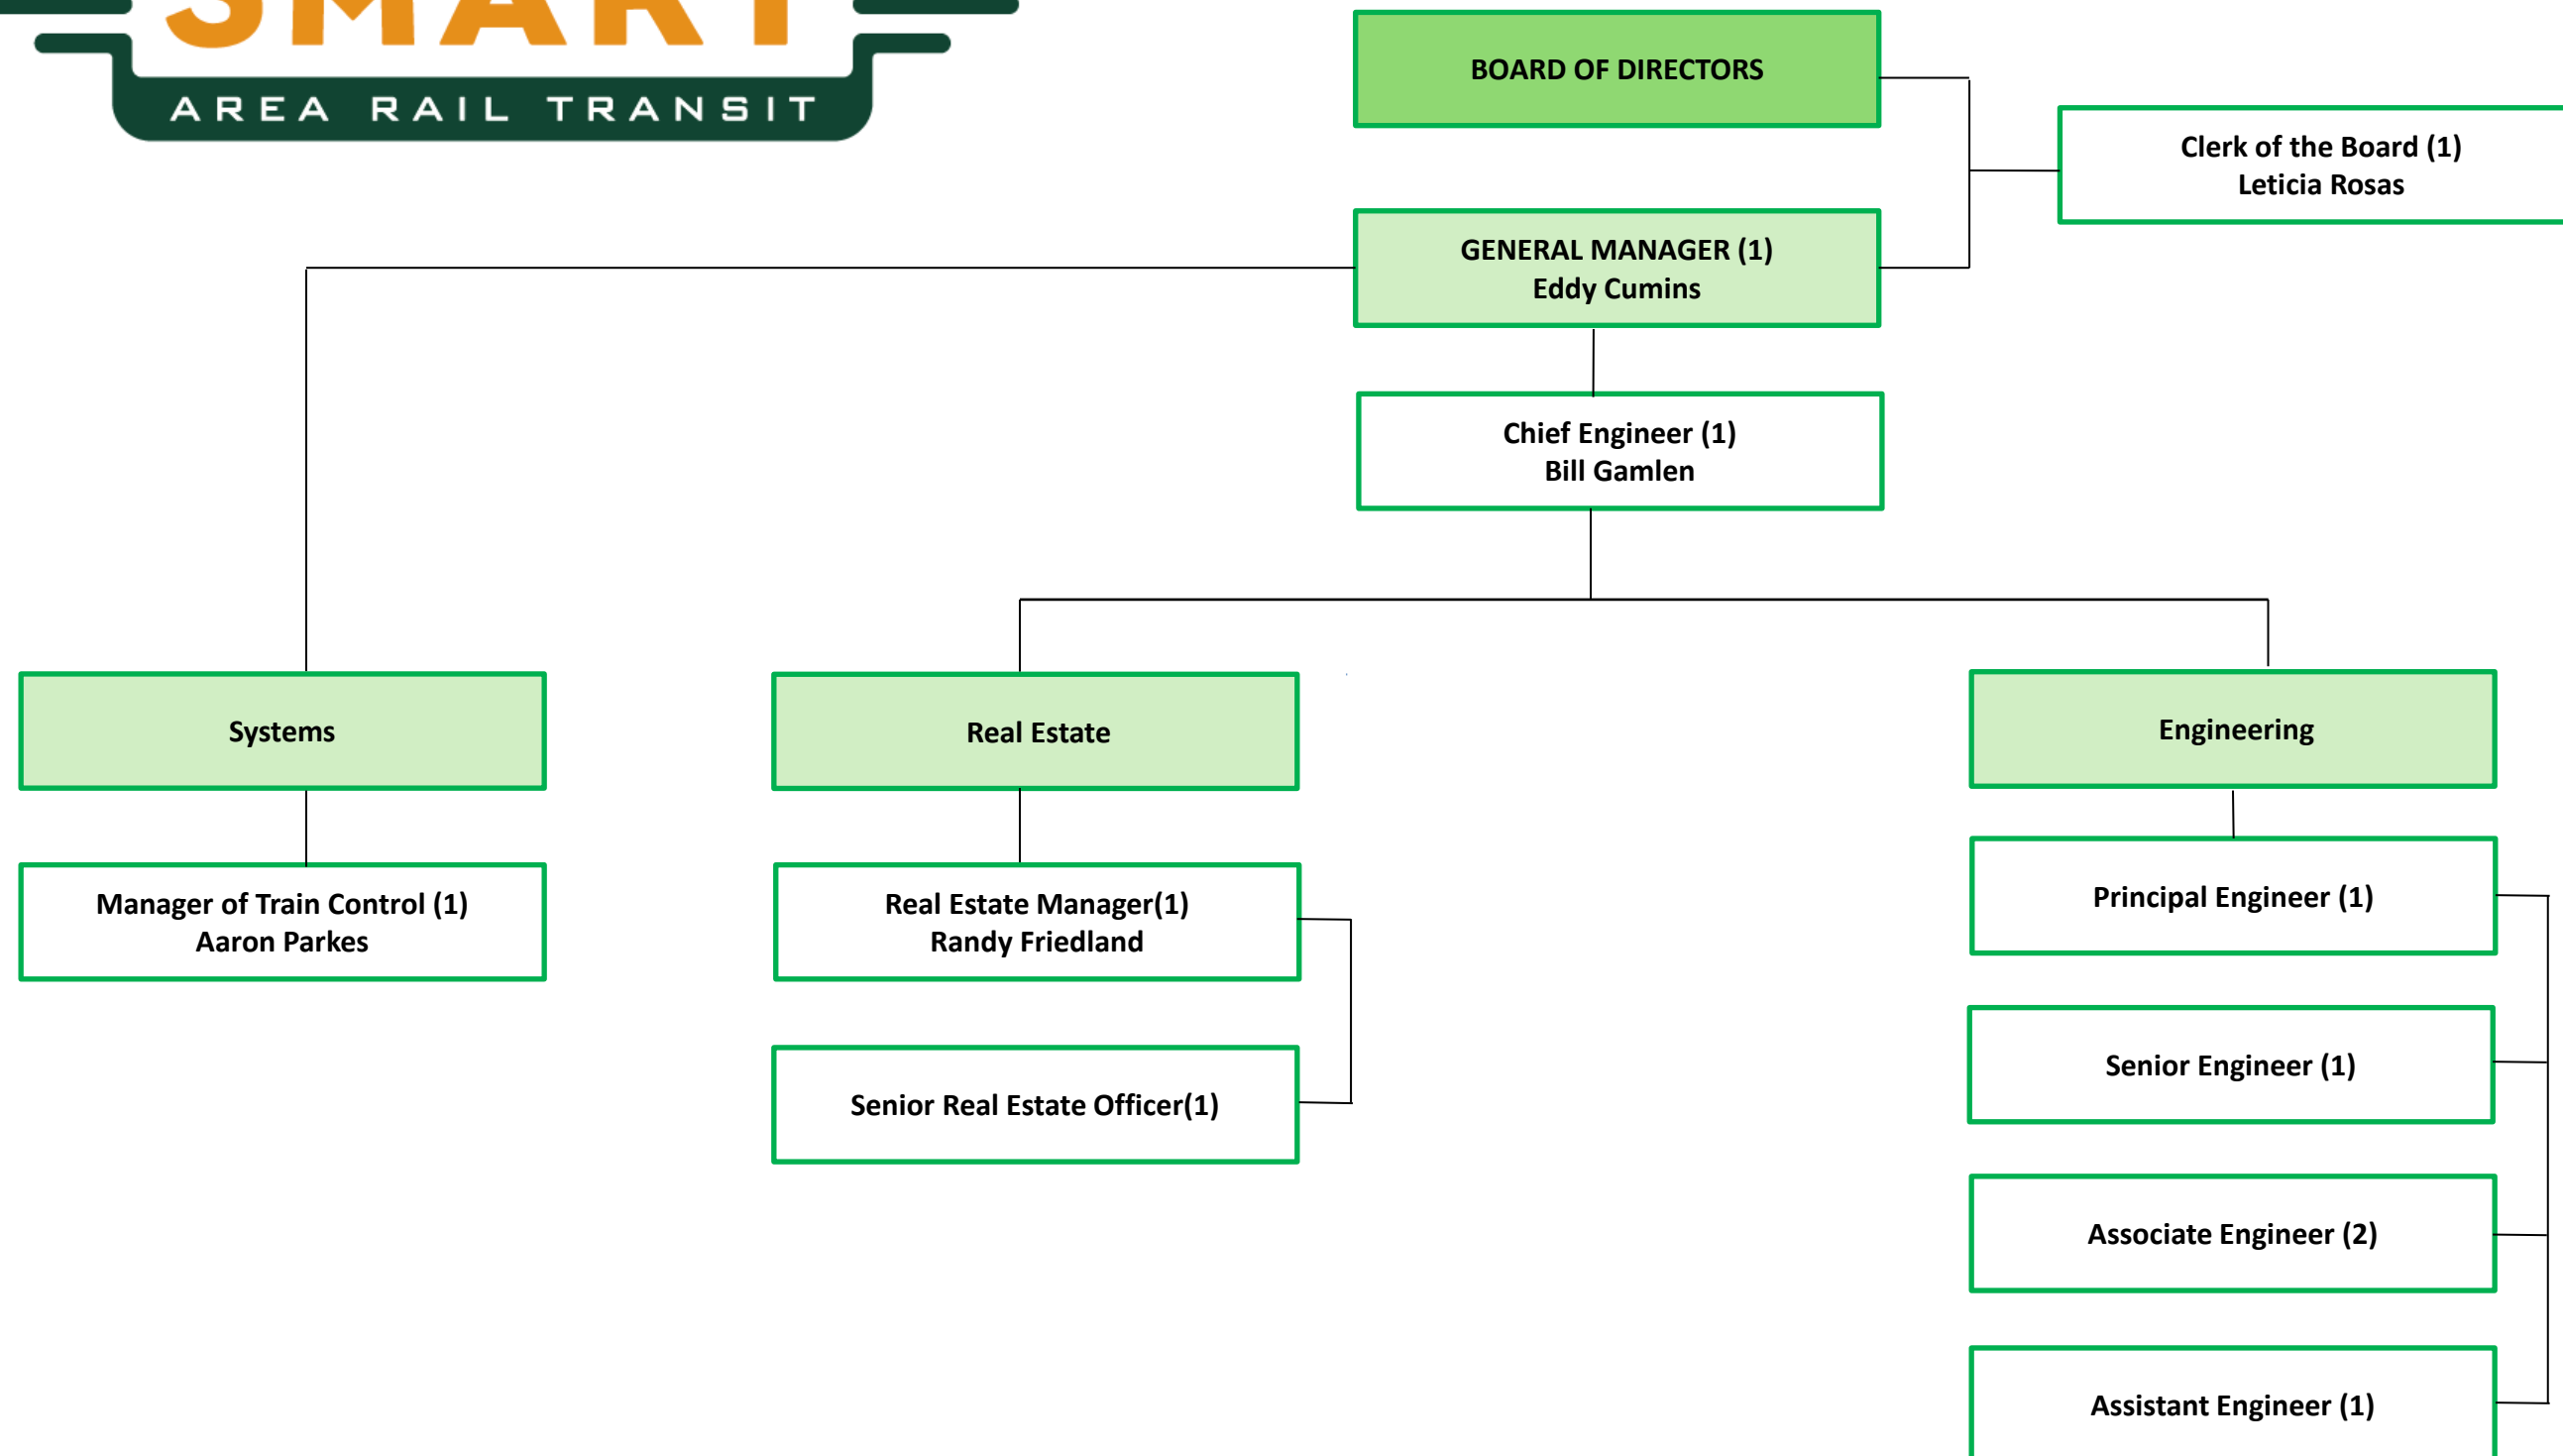 SMART
AREA RAIL TRANSIT
BOARD OF DIRECTORS
Clerk of the Board (1)
Leticia Rosas
GENERAL MANAGER (1)
Eddy Cumins
Chief Engineer (1)
Bill Gamlen
Systems
Real Estate
Engineering
Manager of Train Control (1)
Aaron Parkes
Real Estate Manager(1)
Randy Friedland
Principal Engineer (1)
Senior Real Estate Officer(1)
Senior Engineer (1)
Associate Engineer (2)
Assistant Engineer (1)